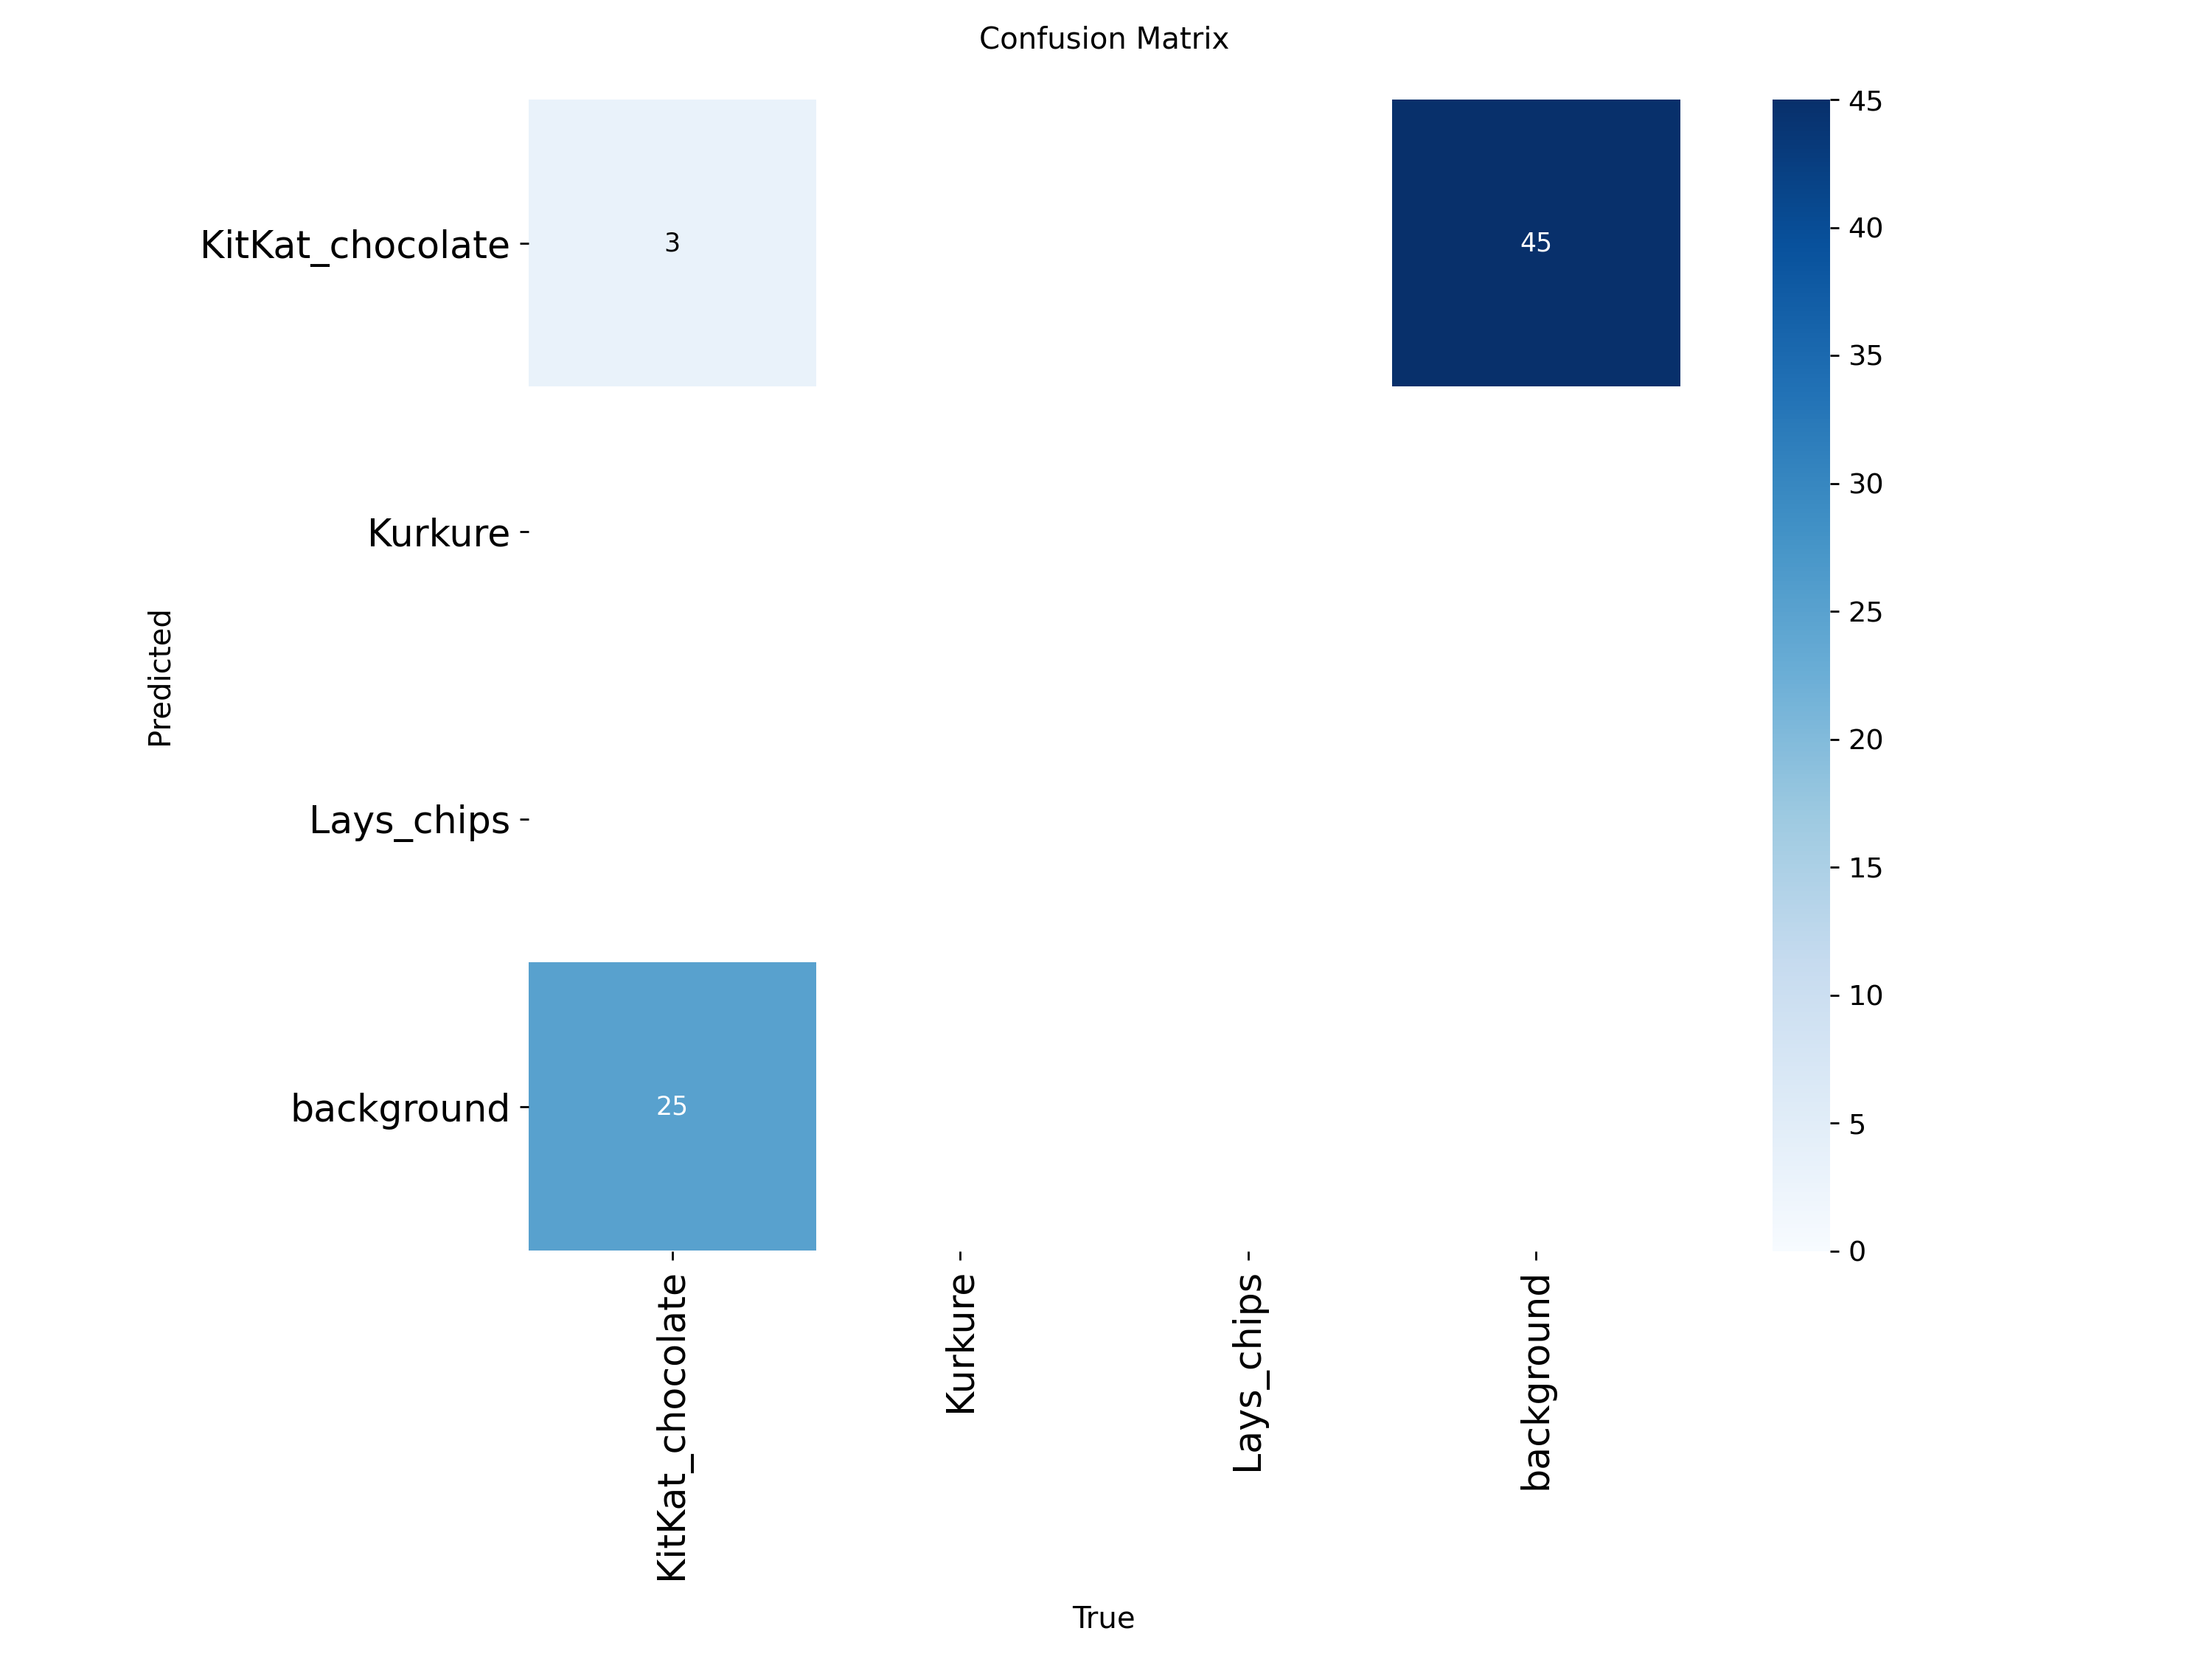 Confusion Matrix
KitKat_chocolate
3
45
Kurkure
Lays_chips
background
25
Predicted
KitKat_chocolate
Kurkure
Lays_chips
background
True
45
40
35
30
25
20
15
10
5
0